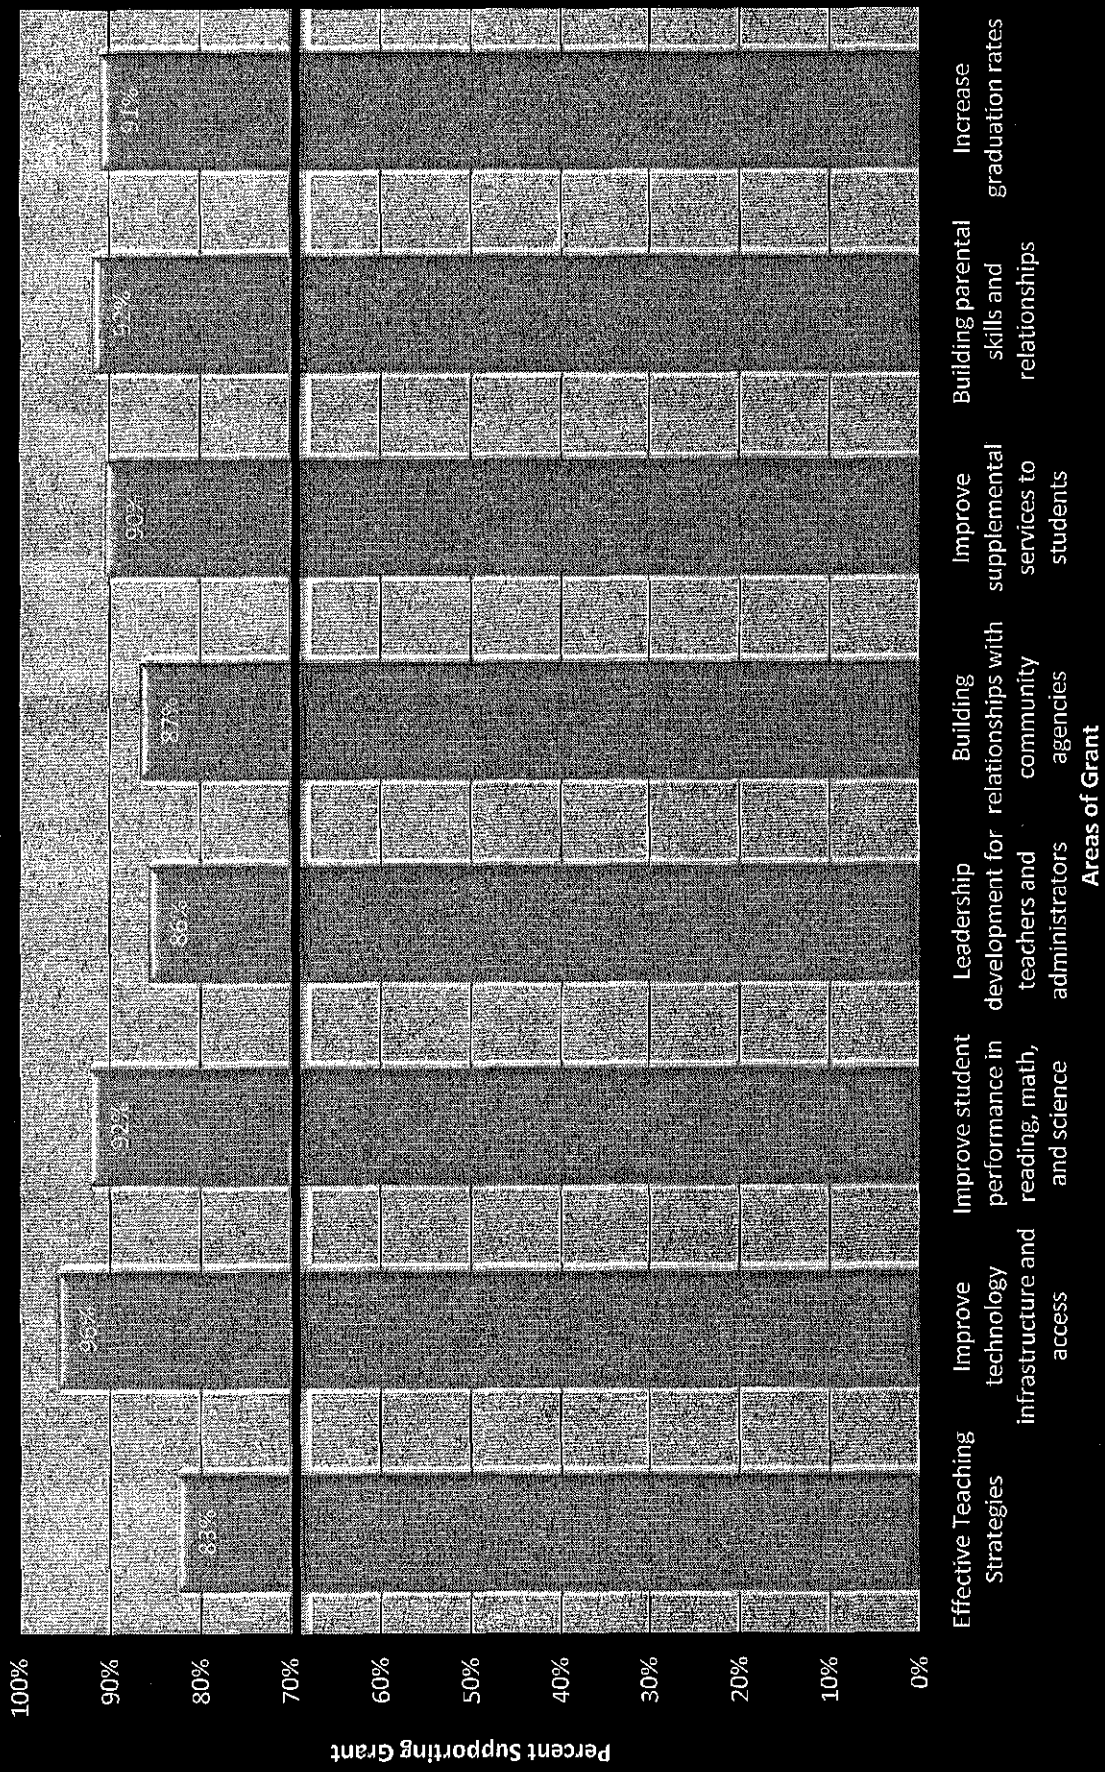 Percent Supporting Grant
100%
90%
80%
70%
60%
50%
40%
30%
20%
10%
0%
83%
92%
86%
87%
90%
92%
91%
Effective Teaching
Strategies
Improve
technology
infrastructure and
access
Improve student
performance in
reading, math,
and science
Leadership
development for
teachers and
administrators
Building
relationships with
community
agencies
Improve
supplemental
services to
students
Building parental
skills and
relationships
Increase
graduation rates
Areas of Grant